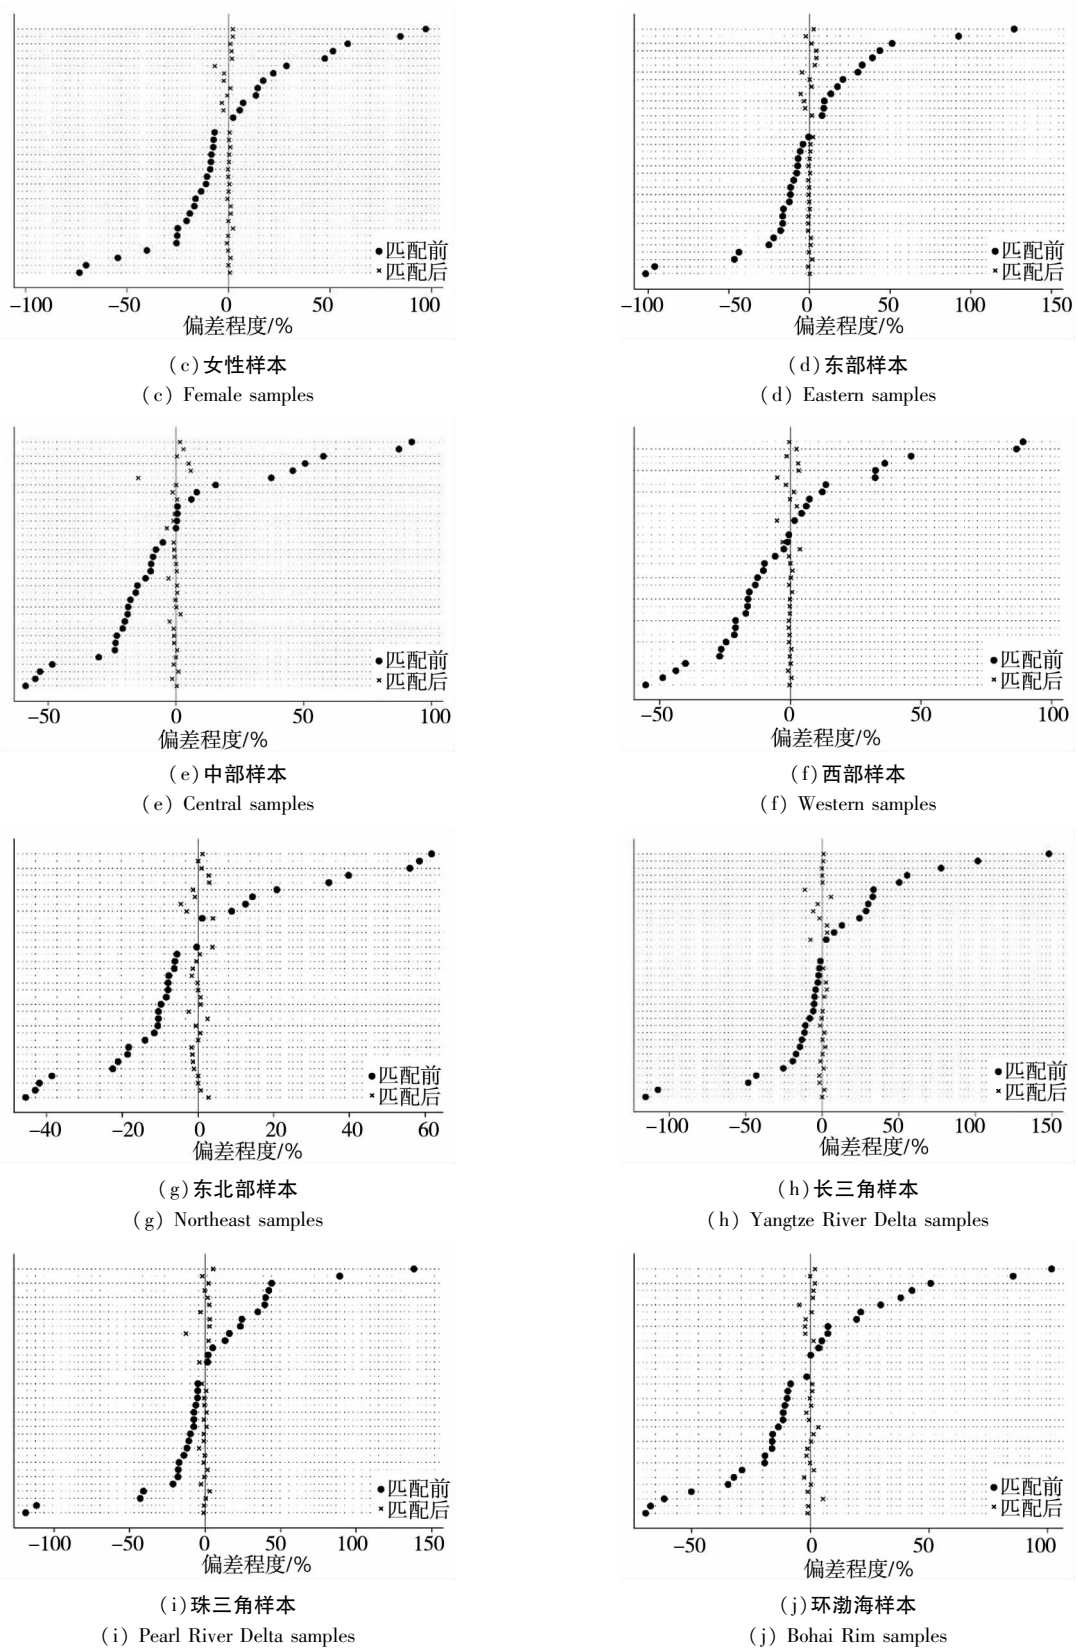 ●匹配前
×匹配后
-100 -50 0 50 100
偏差程度/%
(c)女性样本
(c) Female samples
●匹配前
×匹配后
-100 -50 0 50 100 150
偏差程度/%
(d)东部样本
(d) Eastern samples
●匹配前
×匹配后
-50 0 50 100
偏差程度/%
(e)中部样本
(e) Central samples
●匹配前
×匹配后
-50 0 50 100
偏差程度/%
(f)西部样本
(f) Western samples
●匹配前
×匹配后
-40 -20 0 20 40 60
偏差程度/%
(g)东北部样本
(g) Northeast samples
●匹配前
×匹配后
-100 -50 0 50 100 150
偏差程度/%
(h)长三角样本
(h) Yangtze River Delta samples
●匹配前
×匹配后
-100 -50 0 50 100 150
偏差程度/%
(i)珠三角样本
(i) Pearl River Delta samples
●匹配前
×匹配后
-50 0 50 100
偏差程度/%
(j)环渤海样本
(j) Bohai Rim samples